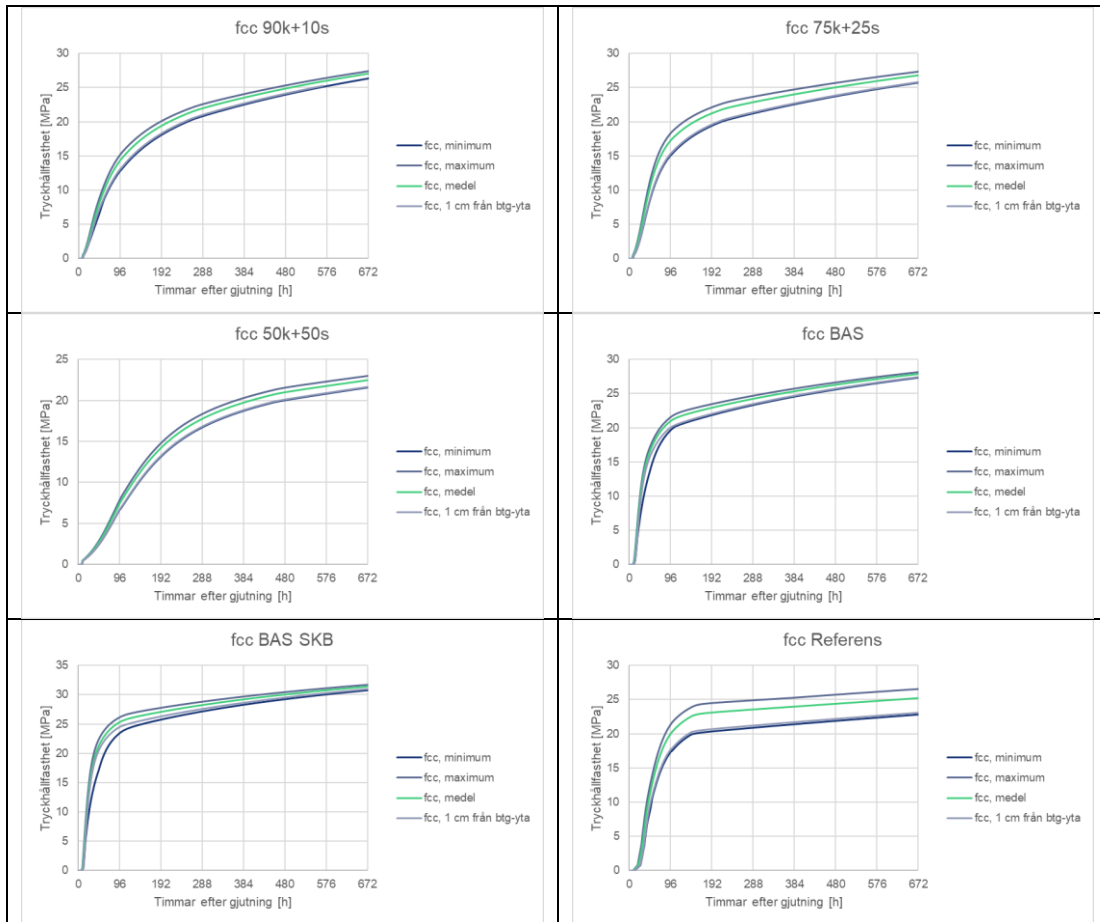 fcc 90k+10s
Tryckhållfasthet [MPa]
30
25
20
15
10
5
0
0 96 192 288 384 480 576 672
Timmar efter gjutning [h]
fcc, minimum
fcc, maximum
fcc, medel
fcc, 1 cm från btg-yta
fcc 75k+25s
Tryckhållfasthet [MPa]
30
25
20
15
10
5
0
0 96 192 288 384 480 576 672
Timmar efter gjutning [h]
fcc, minimum
fcc, maximum
fcc, medel
fcc, 1 cm från btg-yta
fcc 50k+50s
Tryckhållfasthet [MPa]
25
20
15
10
5
0
0 96 192 288 384 480 576 672
Timmar efter gjutning [h]
fcc, minimum
fcc, maximum
fcc, medel
fcc, 1 cm från btg-yta
fcc BAS
Tryckhållfasthet [MPa]
30
25
20
15
10
5
0
0 96 192 288 384 480 576 672
Timmar efter gjutning [h]
fcc, minimum
fcc, maximum
fcc, medel
fcc, 1 cm från btg-yta
fcc BAS SKB
Tryckhållfasthet [MPa]
35
30
25
20
15
10
5
0
0 96 192 288 384 480 576 672
Timmar efter gjutning [h]
fcc, minimum
fcc, maximum
fcc, medel
fcc, 1 cm från btg-yta
fcc Referens
Tryckhållfasthet [MPa]
30
25
20
15
10
5
0
0 96 192 288 384 480 576 672
Timmar efter gjutning [h]
fcc, minimum
fcc, maximum
fcc, medel
fcc, 1 cm från btg-yta